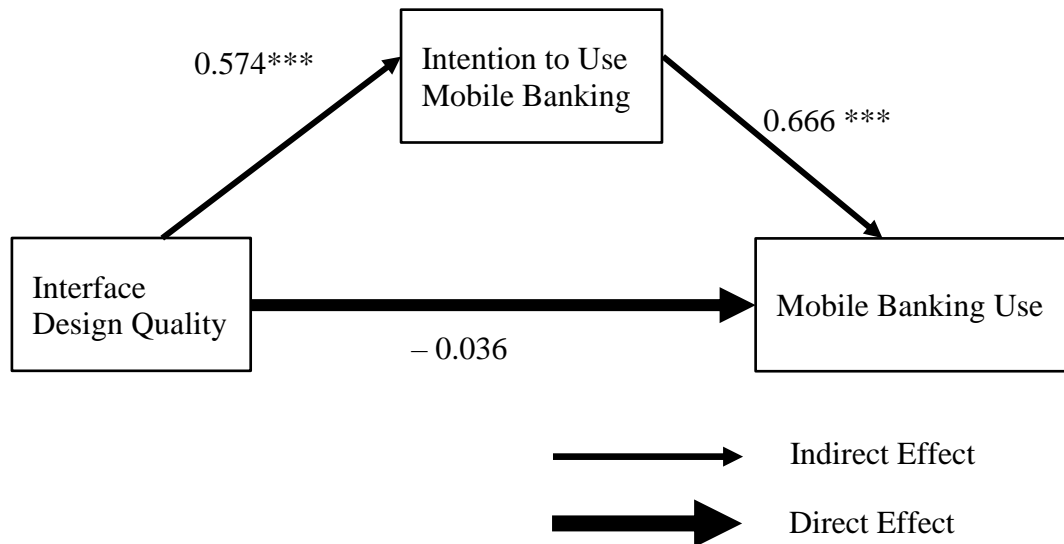 Intention to Use
Mobile Banking
0.574***
0.666 ***
Interface
Design Quality
Mobile Banking Use
– 0.036
Indirect Effect
Direct Effect